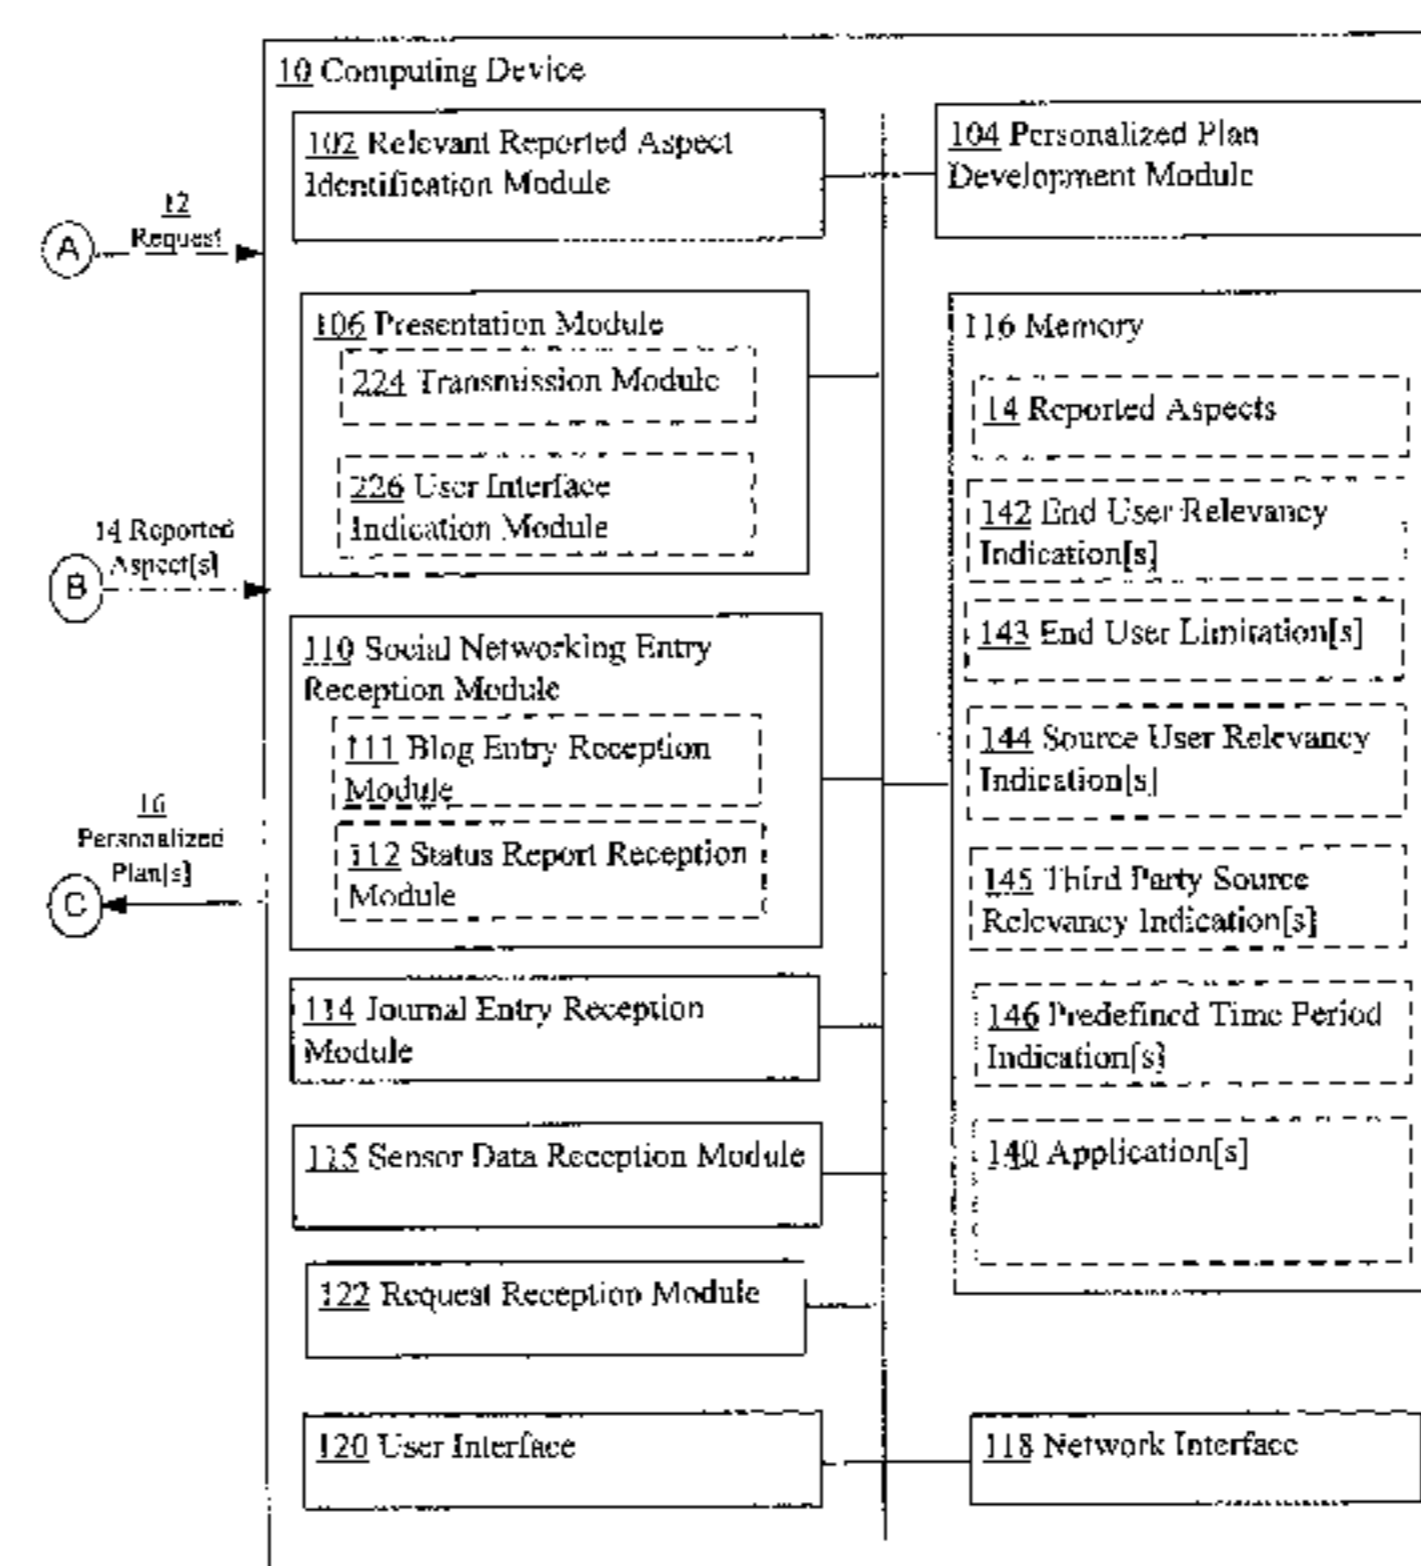 10 Computing Device
102 Relevant Reported Aspect
Identification Module
104 Personalized Plan
Development Module
12
Request
A
106 Presentation Module
224 Transmission Module
226 User Interface
Indication Module
14 Reported
Aspect[s]
B
110 Social Networking Entry
Reception Module
111 Blog Entry Reception
Module
112 Status Report Reception
Module
16
Personalized
Plan[s]
C
114 Journal Entry Reception
Module
115 Sensor Data Reception Module
122 Request Reception Module
120 User Interface
116 Memory
14 Reported Aspects
142 End User Relevancy
Indication[s]
143 End User Limitation[s]
144 Source User Relevancy
Indication[s]
145 Third Party Source
Relevancy Indication[s]
146 Predefined Time Period
Indication[s]
140 Application[s]
118 Network Interface